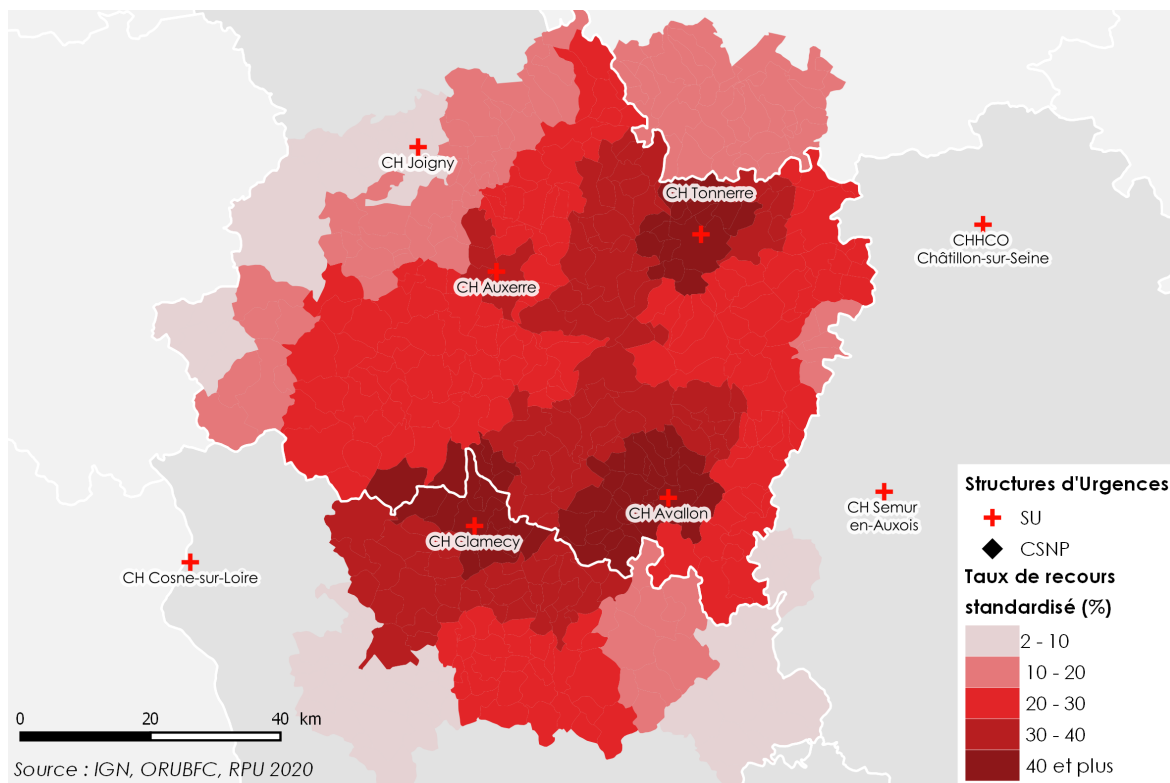 CH Joigny
CH Tonnerre
CHHCO
Châtillon-sur-Seine
CH Auxerre
CH Avallon
CH Semur
en-Auxois
CH Clamecy
CH Cosne-sur-Loire
Structures d'Urgences
SU
CSNP
Taux de recours
standardisé (%)
2 - 10
10 - 20
20 - 30
30 - 40
40 et plus
0 20 40 km
Source : IGN, ORUBFC, RPU 2020